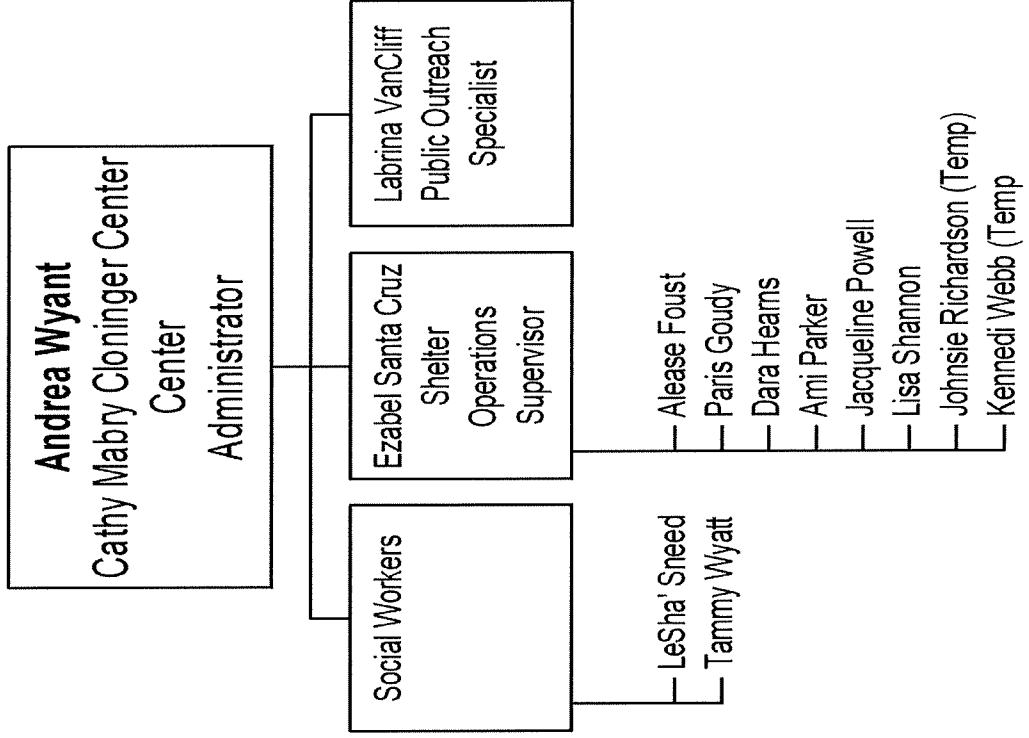 Andrea Wyant
Cathy Mabry Cloninger Center
Center
Administrator
Social Workers
LeSha' Sneed
Tammy Wyatt
Ezabel Santa Cruz
Shelter
Operations
Supervisor
Alease Foust
Paris Goudy
Dara Hearns
Ami Parker
Jacqueline Powell
Lisa Shannon
Johnsie Richardson (Temp)
Kennedi Webb (Temp
Labrina VanCliff
Public Outreach
Specialist